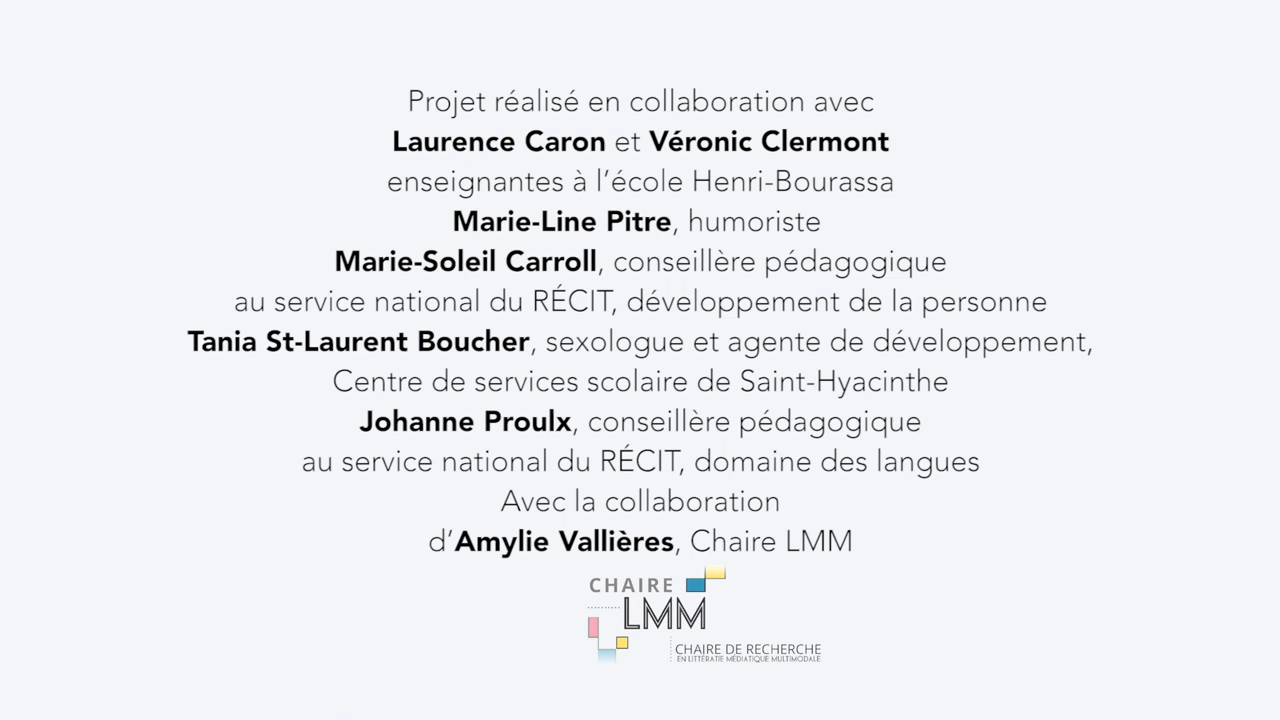 Projet réalisé en collaboration avec
Laurence Caron et Véronic Clermont
enseignantes à l’école Henri-Bourassa
Marie-Line Pitre, humoriste
Marie-Soleil Carroll, conseillère pédagogique
au service national du RÉCIT, développement de la personne
Tania St-Laurent Boucher, sexologue et agente de développement,
Centre de services scolaire de Saint-Hyacinthe
Johanne Proulx, conseillère pédagogique
au service national du RÉCIT, domaine des langues
Avec la collaboration
d’Amylie Vallières, Chaire LMM
CHAIRE
LMM
CHAIRE DE RECHERCHE
EN LITTÉRATIE MÉDIATIQUE MULTIMODALE